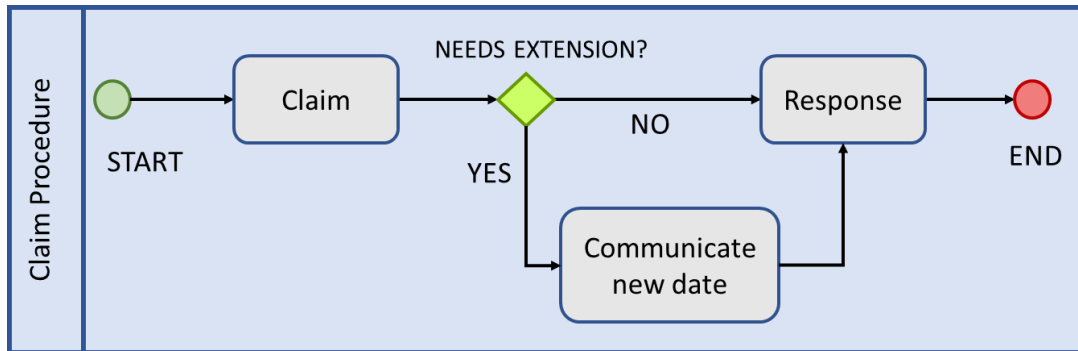 Claim Procedure
START
Claim
NEEDS EXTENSION?
NO
YES
Communicate
new date
Response
END